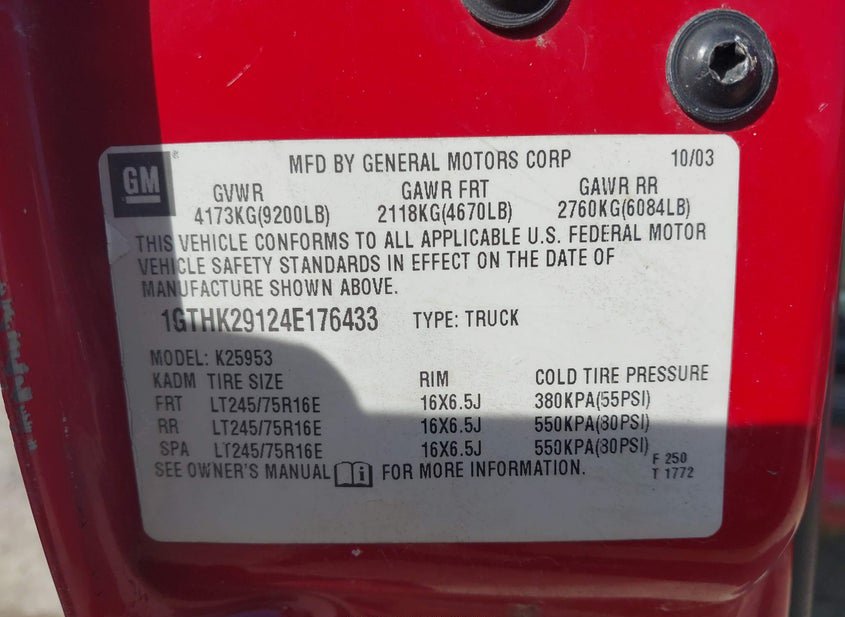 GM ® MFD BY GENERAL MOTORS CORP 10/03
GVWR GAWR FRT GAWR RR
4173KG(9200LB) 2118KG(4670LB) 2760KG(6084LB)
THIS VEHICLE CONFORMS TO ALL APPLICABLE U.S. FEDERAL MOTOR
VEHICLE SAFETY STANDARDS IN EFFECT ON THE DATE OF
MANUFACTURE SHOWN ABOVE.
1GTHK29124E176433 TYPE: TRUCK
MODEL: K25953
KADM TIRE SIZE RIM COLD TIRE PRESSURE
FRT LT245/75R16E 16X6.5J 380KPA(55PSI)
RR LT245/75R16E 16X6.5J 550KPA(80PSI)
SPA LT245/75R16E 16X6.5J 550KPA(80PSI)
SEE OWNER'S MANUAL FOR MORE INFORMATION.
F 250
T 1772